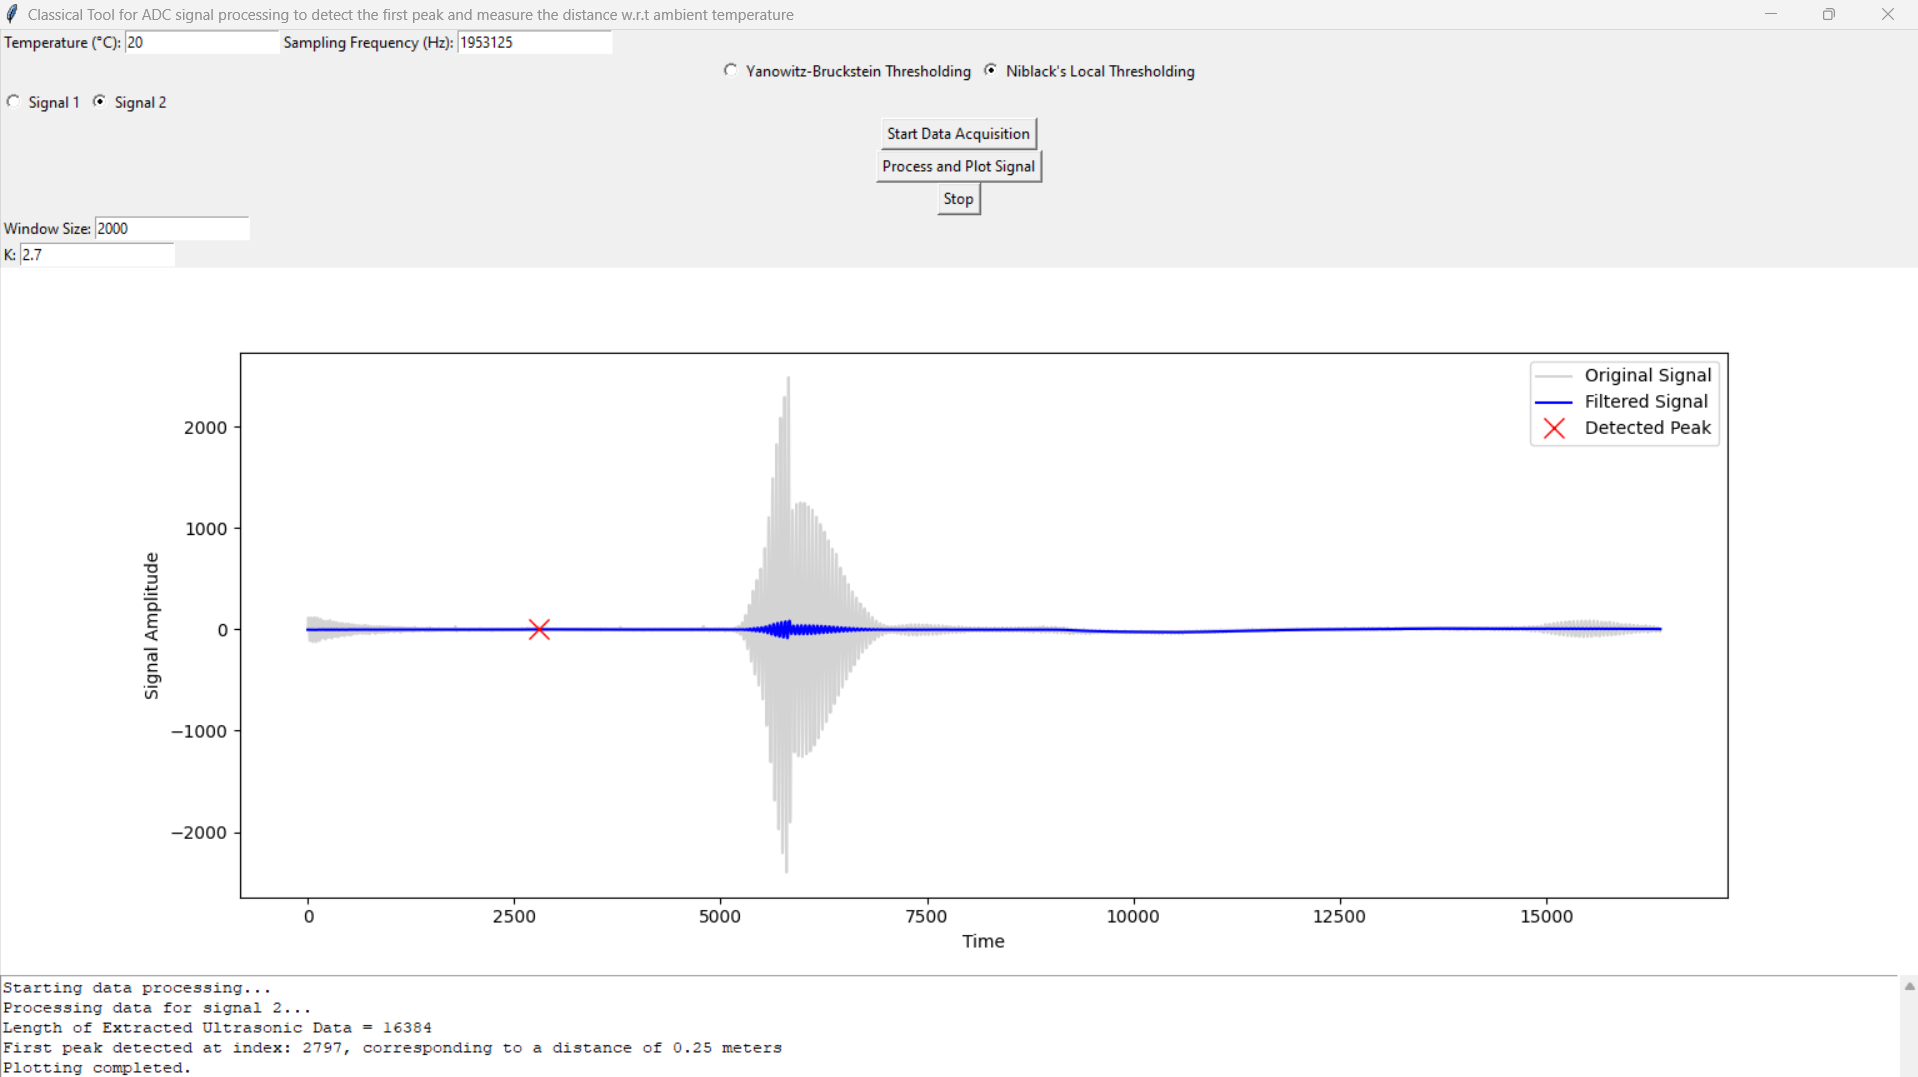 Classical Tool for ADC signal processing to detect the first peak and measure the distance w.r.t ambient temperature
Temperature (°C): 20 Sampling Frequency (Hz): 1953125
Yanowitz-Bruckstein Thresholding Niblack's Local Thresholding
Signal 1 Signal 2
Start Data Acquisition
Process and Plot Signal
Stop
Window Size: 2000
K: 2.7
Original Signal
Filtered Signal
Detected Peak
Signal Amplitude
2000
1000
0
−1000
−2000
0 2500 5000 7500 10000 12500 15000
Time
Starting data processing...
Processing data for signal 2...
Length of Extracted Ultrasonic Data = 16384
First peak detected at index: 2797, corresponding to a distance of 0.25 meters
Plotting completed.